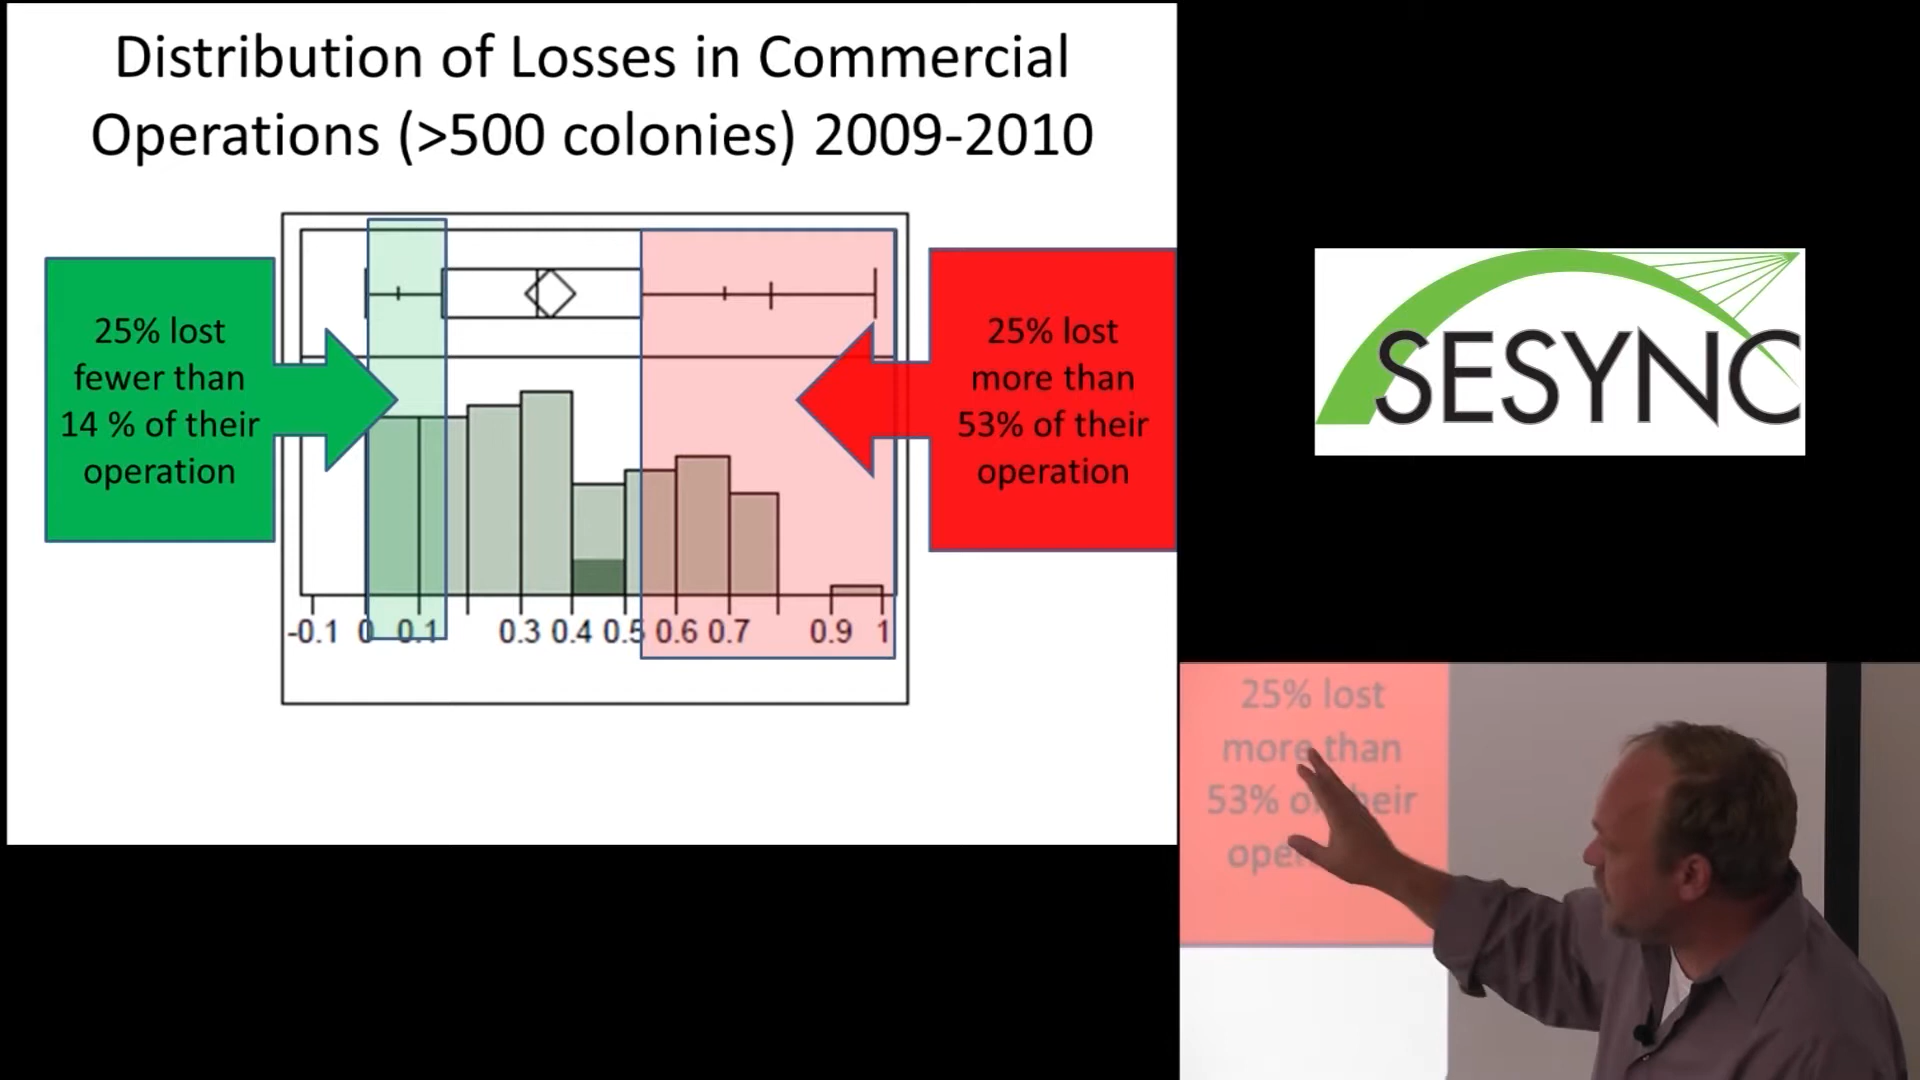 Distribution of Losses in Commercial
Operations (>500 colonies) 2009-2010
25% lost
fewer than
14 % of their
operation
25% lost
more than
53% of their
operation
-0.1 0 0.1 0.3 0.4 0.5 0.6 0.7 0.9 1
SESYNC
25% lost
more than
53% of their